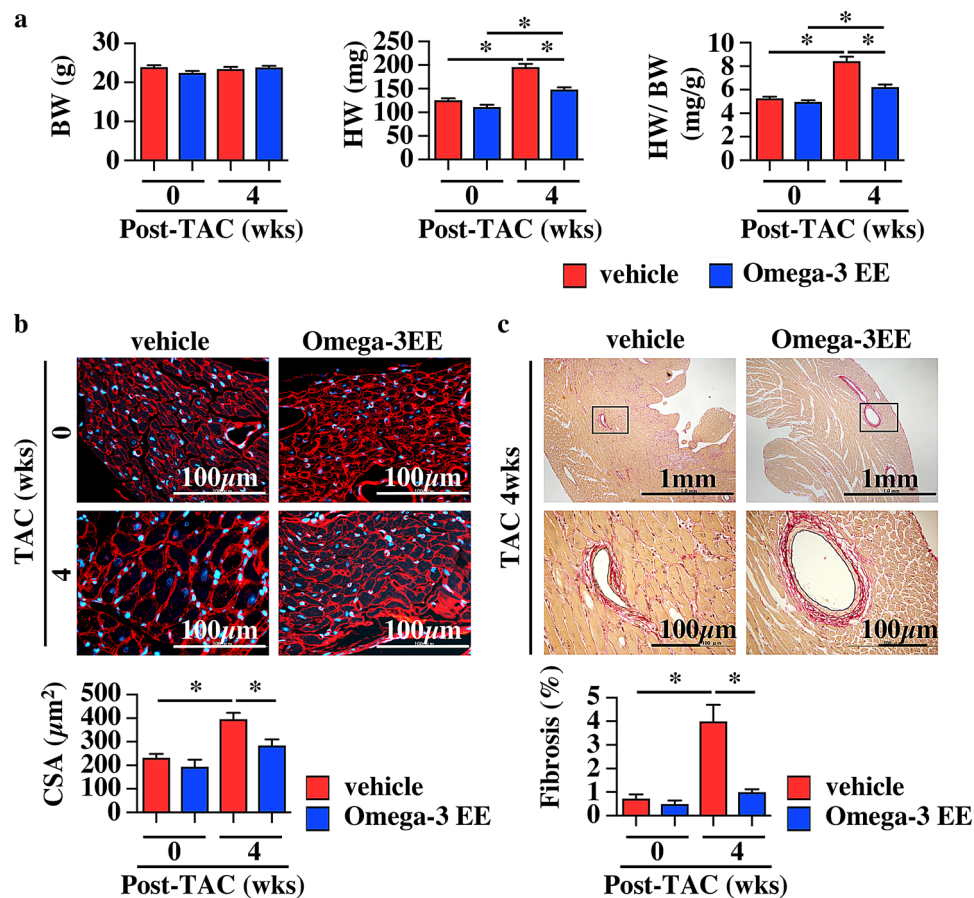 a
BW (g)
30
20
10
0
0
4
Post-TAC (wks)
HW (mg)
250
200
150
100
50
0
*
*
*
0
4
Post-TAC (wks)
HW/ BW
(mg/g)
10
8
6
4
2
0
*
*
*
0
4
Post-TAC (wks)
vehicle
Omega-3 EE
b
vehicle
Omega-3EE
TAC (wks)
0
4
100µm
100µm
100µm
100µm
CSA (µm²)
500
400
300
200
100
0
*
*
0
4
Post-TAC (wks)
vehicle
Omega-3 EE
c
vehicle
Omega-3EE
TAC 4wks
1mm
1mm
100µm
100µm
Fibrosis (%)
5
4
3
2
1
0
*
*
0
4
Post-TAC (wks)
vehicle
Omega-3 EE